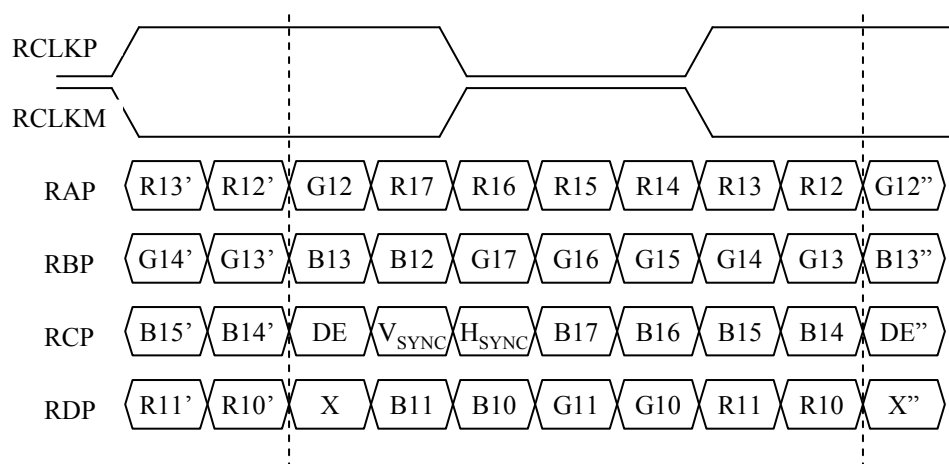 RCLKP
RCLKM
RAP R13’ R12’ G12 R17 R16 R15 R14 R13 R12 G12”
RBP G14’ G13’ B13 B12 G17 G16 G15 G14 G13 B13”
RCP B15’ B14’ DE VSYNC HSYNC B17 B16 B15 B14 DE”
RDP R11’ R10’ X B11 B10 G11 G10 R11 R10 X”